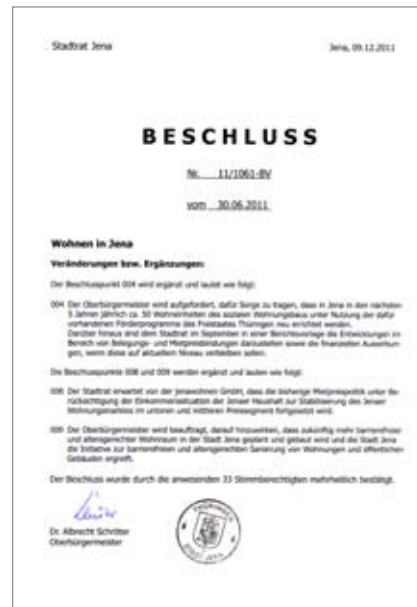 Stadtrat Jena
Jena, 09.12.2011
BESCHLUSS
Nr. 11/1061-BV
vom 30.06.2011
Wohnen in Jena
Veränderungen bzw. Ergänzungen:
Der Beschlusspunkt 004 wird ergänzt und lautet wie folgt:
004 Der Oberbürgermeister wird aufgefordert, dafür Sorge zu tragen, dass in Jena in den nächsten
5 Jahren jährlich ca. 50 Wohneinheiten des sozialen Wohnungsbaus unter Nutzung der dafür
vorhandenen Förderprogramme des Freistaates Thüringen neu errichtet werden.
Darüber hinaus sind dem Stadtrat im September in einer Berichtsvorlage die Entwicklungen im
Bereich von Belegungs- und Mietpreisbindungen darzustellen sowie die finanziellen Auswirkun-
gen, wenn diese auf aktuellem Niveau verbleiben sollen.
Die Beschlusspunkte 008 und 009 werden ergänzt und lauten wie folgt:
008 Der Stadtrat erwartet von der jenawohnen GmbH, dass die bisherige Mietpreispolitik unter Be-
rücksichtigung der Einkommenssituation der Jenaer Haushalte zur Stabilisierung des Jenaer
Wohnungsmarktes im unteren und mittleren Preissegment fortgesetzt wird.
009 Der Oberbürgermeister wird beauftragt, darauf hinzuwirken, dass zukünftig mehr barrierefreier
und altersgerechter Wohnraum in der Stadt Jena geplant und gebaut wird und die Stadt Jena
die Initiative zur barrierefreien und altersgerechten Sanierung von Wohnungen und öffentlichen
Gebäuden ergreift.
Der Beschluss wurde durch die anwesenden 33 Stimmberechtigten mehrheitlich bestätigt.
Dr. Albrecht Schröter
Oberbürgermeister
THÜRINGEN
STADT JENA